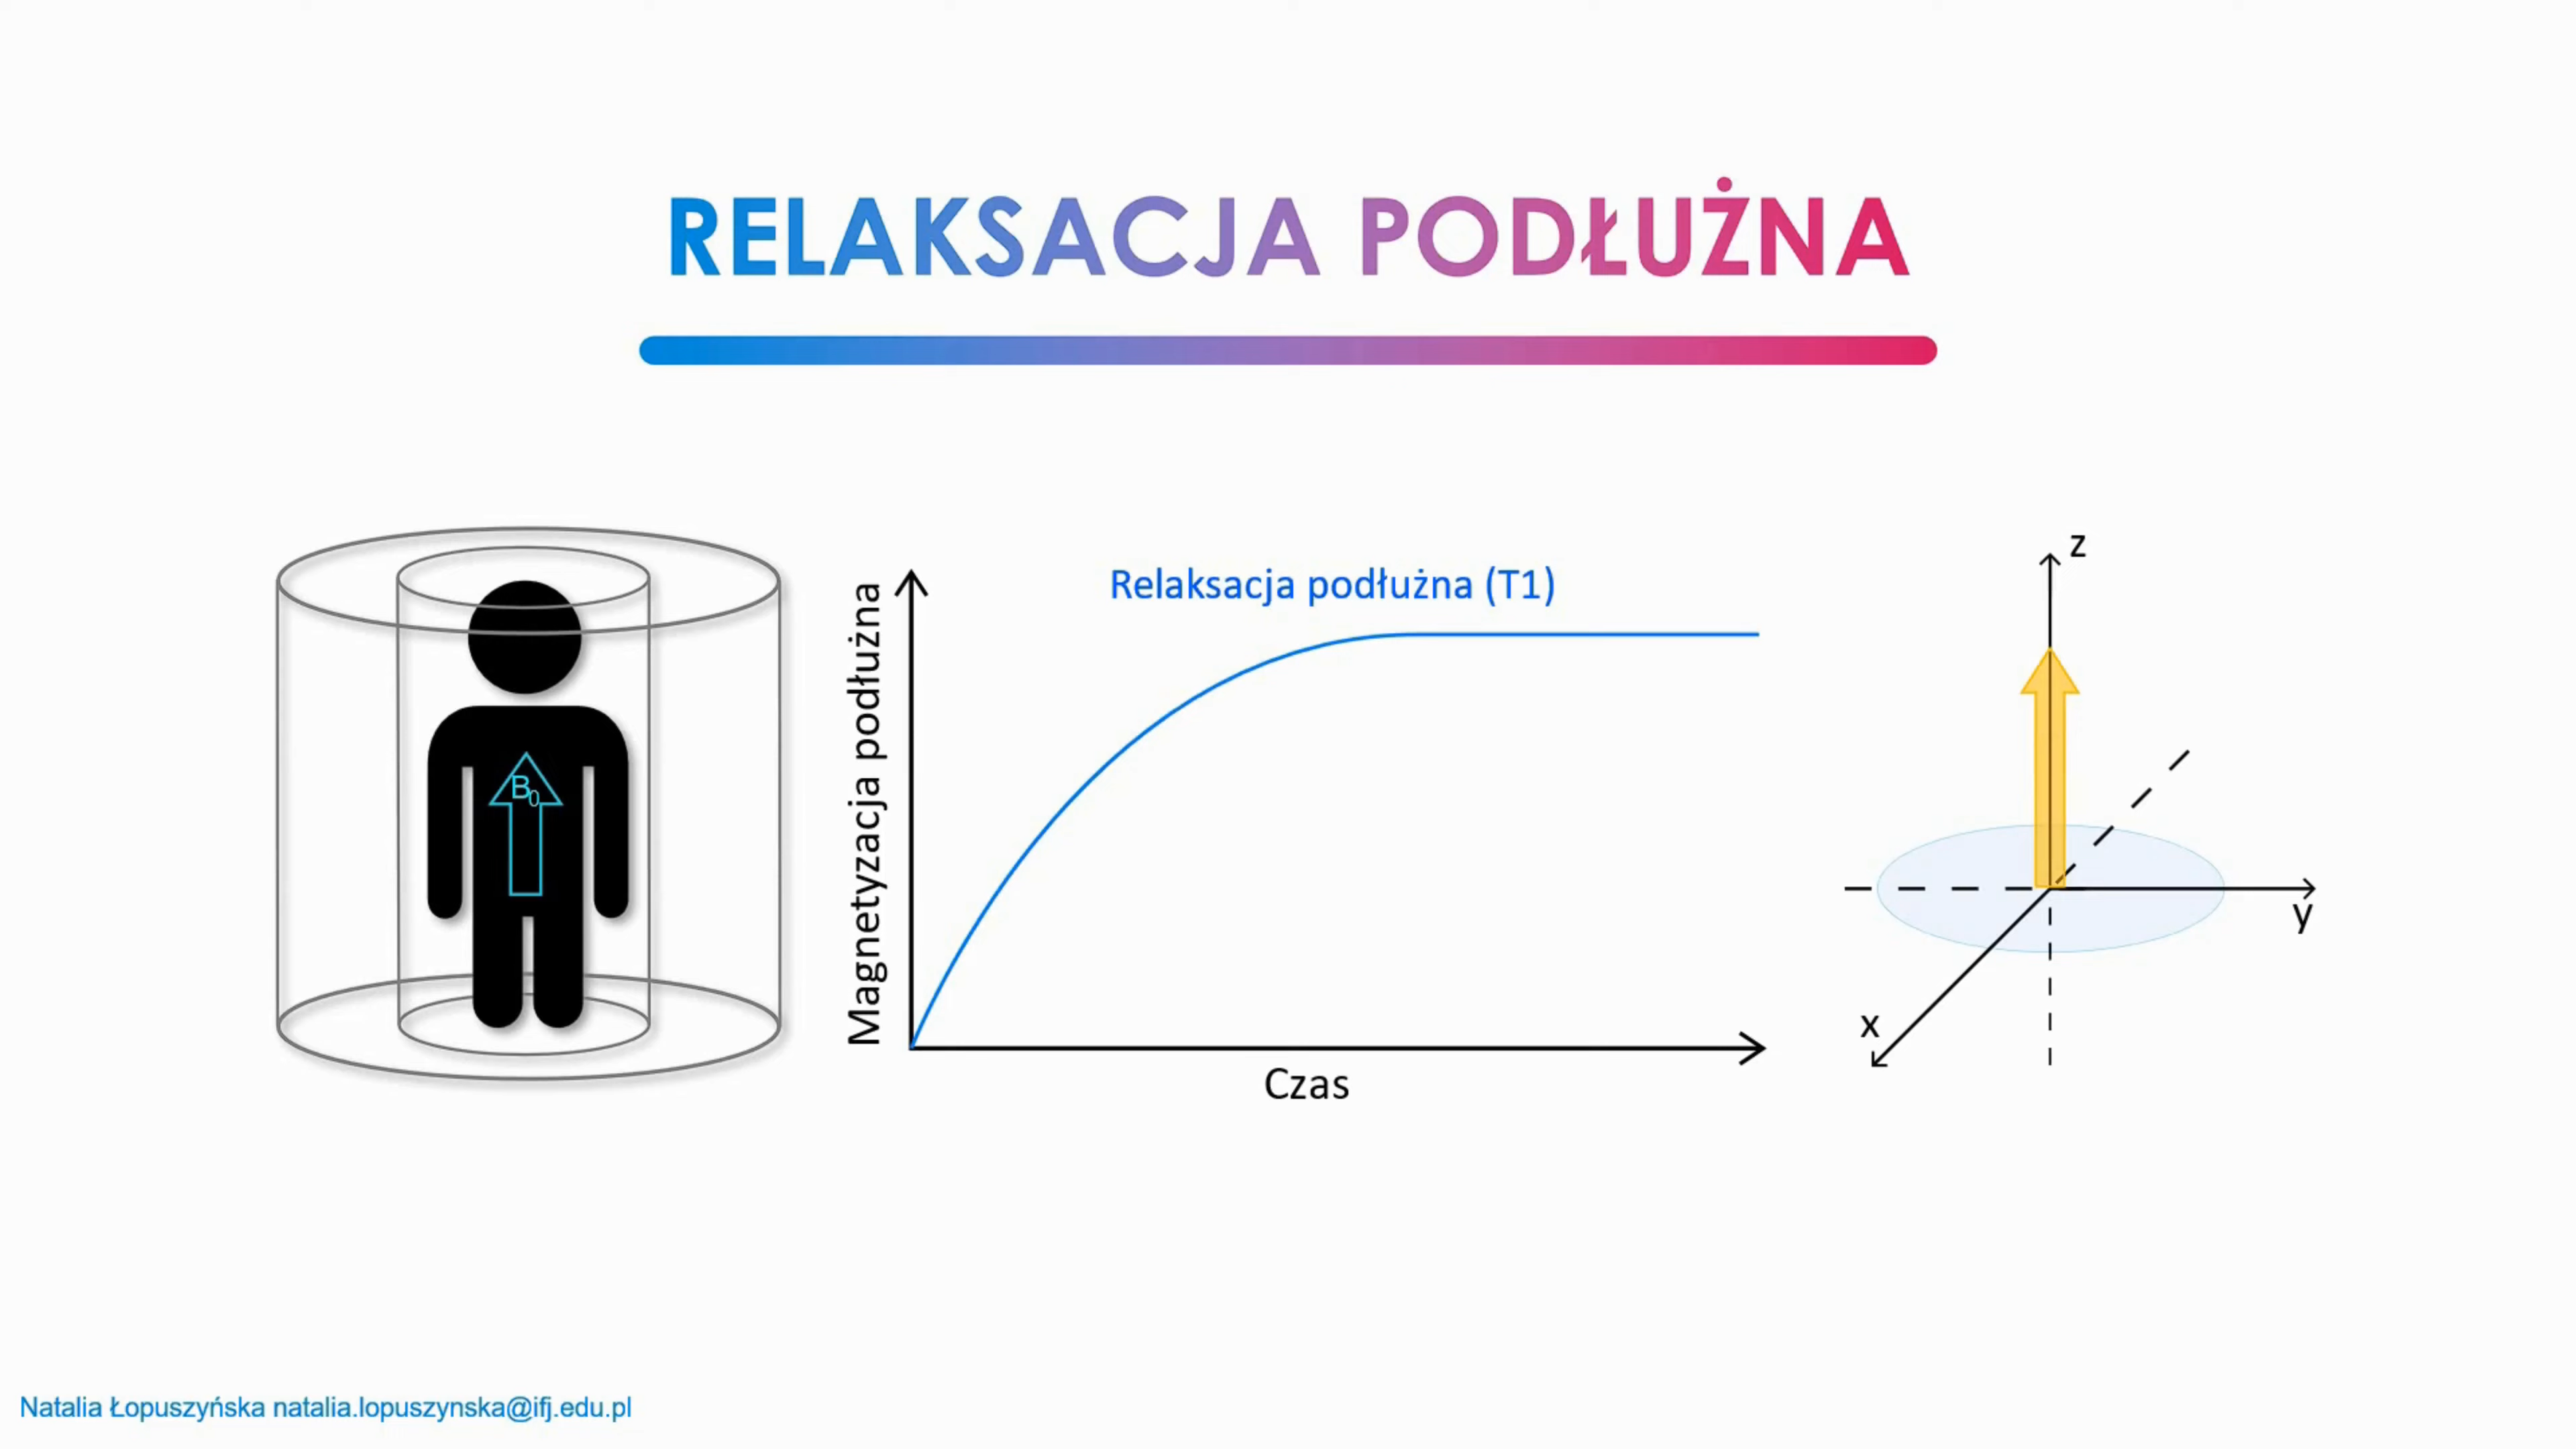 RELAKSACJA PODŁUŻNA
B0
Magnetyzacja podłużna
Relaksacja podłużna (T1)
Czas
z
y
x
Natalia Łopuszyńska natalia.lopuszynska@ifj.edu.pl